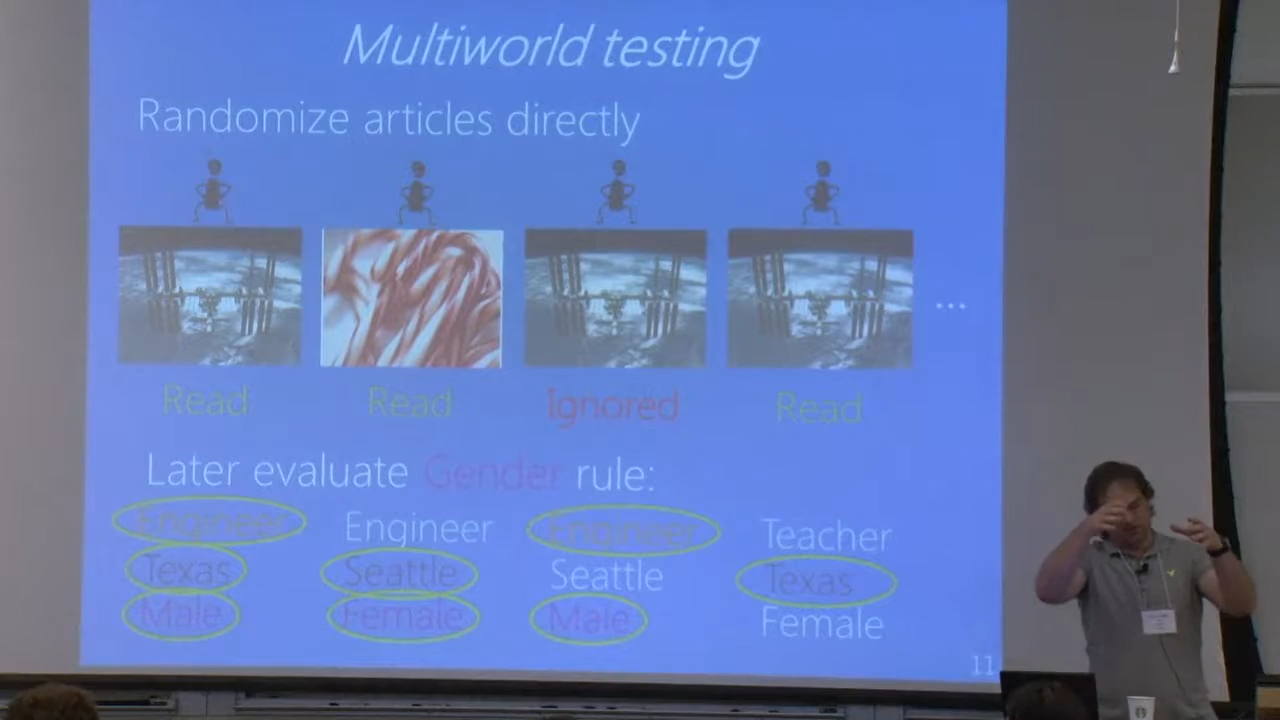 Multiworld testing
Randomize articles directly
Read Read Ignored Read
...
Later evaluate Gender rule:
Engineer Engineer Engineer Teacher
Texas Seattle Seattle Texas
Male Female Male Female
11